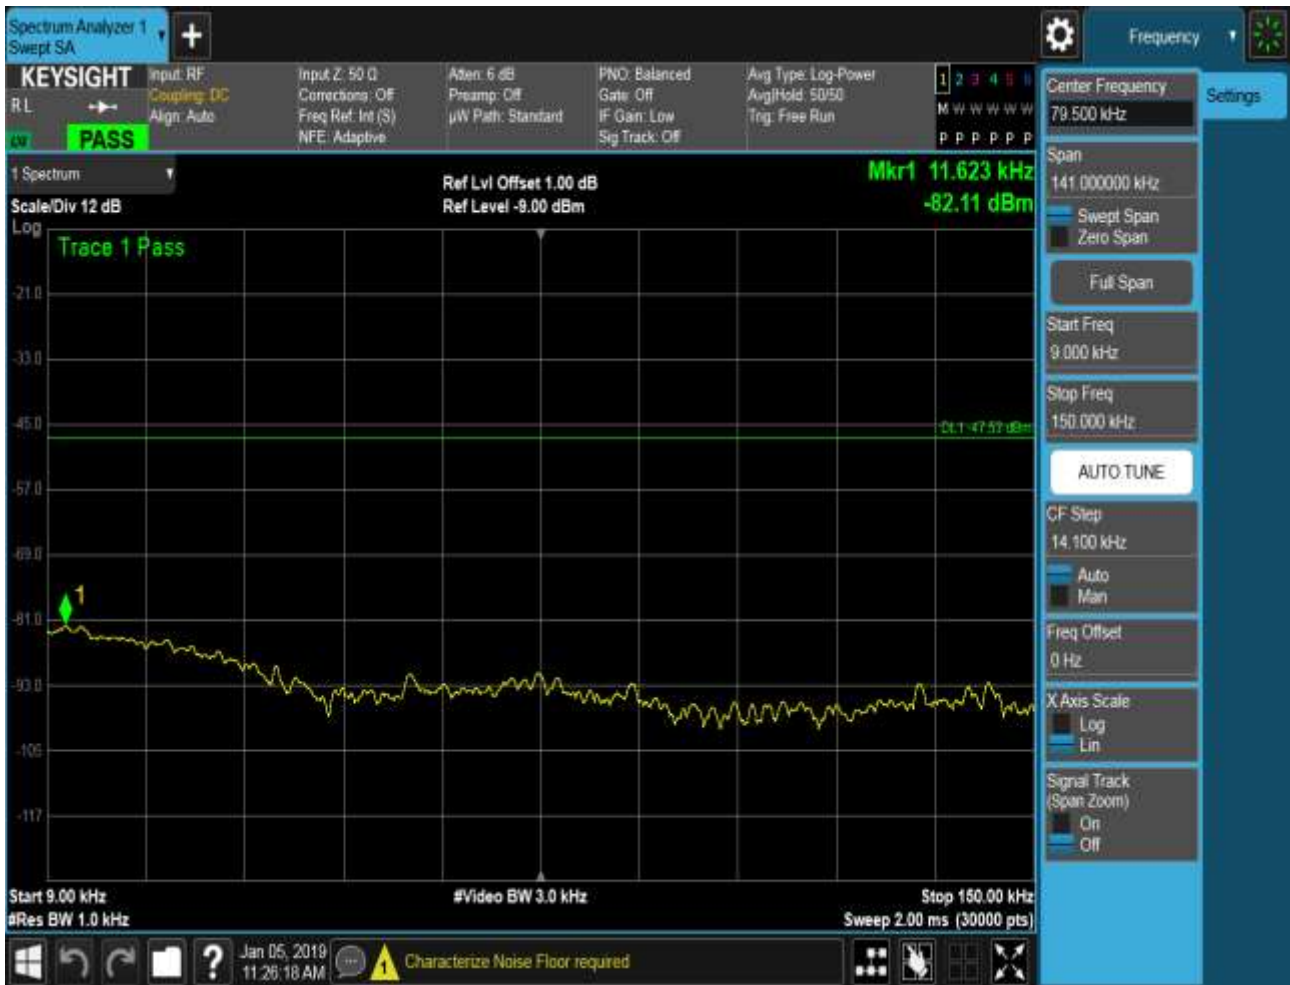 Spectrum Analyzer 1
Swept SA
+
Frequency
KEYSIGHT
R L
PASS
Input: RF
Coupling: DC
Align: Auto
Input Z: 50 Ω
Corrections: Off
Freq Ref: Int (S)
NFE: Adaptive
Atten: 6 dB
Preamp: Off
µW Path: Standard
PNO: Balanced
Gate: Off
IF Gain: Low
Sig Track: Off
Avg Type: Log-Power
Avg|Hold: 50/50
Trig: Free Run
1 2 3 4 5 6
M W W W W W
P P P P P P
1 Spectrum
Scale/Div 12 dB
Ref Lvl Offset 1.00 dB
Ref Level -9.00 dBm
Mkr1 11.623 kHz
-82.11 dBm
Log
Trace 1 Pass
-21.0
-33.0
-45.0
DL1 -47.53 dBm
-57.0
-69.0
1
-81.0
-93.0
-105
-117
Start 9.00 kHz
#Video BW 3.0 kHz
Stop 150.00 kHz
#Res BW 1.0 kHz
Sweep 2.00 ms (30000 pts)
Center Frequency
79.500 kHz
Settings
Span
141.000000 kHz
Swept Span
Zero Span
Full Span
Start Freq
9.000 kHz
Stop Freq
150.000 kHz
AUTO TUNE
CF Step
14.100 kHz
Auto
Man
Freq Offset
0 Hz
X Axis Scale
Log
Lin
Signal Track
(Span Zoom)
On
Off
?
Jan 05, 2019
11:26:18 AM
1
Characterize Noise Floor required